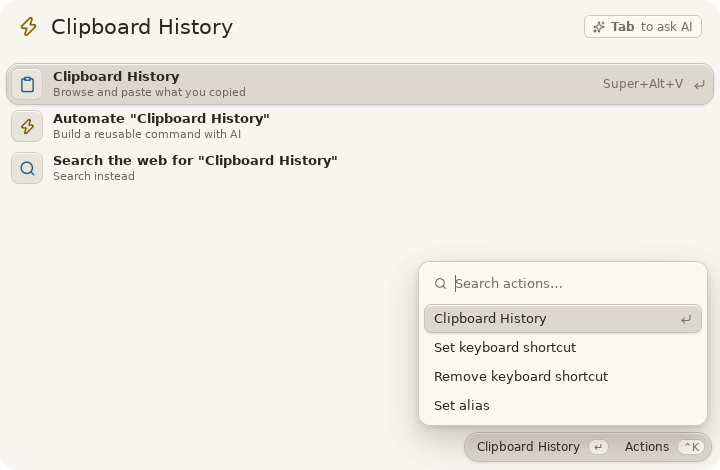 Clipboard History
Tab to ask AI
Clipboard History
Browse and paste what you copied
Super+Alt+V
Automate "Clipboard History"
Build a reusable command with AI
Search the web for "Clipboard History"
Search instead
Search actions...
Clipboard History
Set keyboard shortcut
Remove keyboard shortcut
Set alias
Clipboard History ↵ Actions ^K